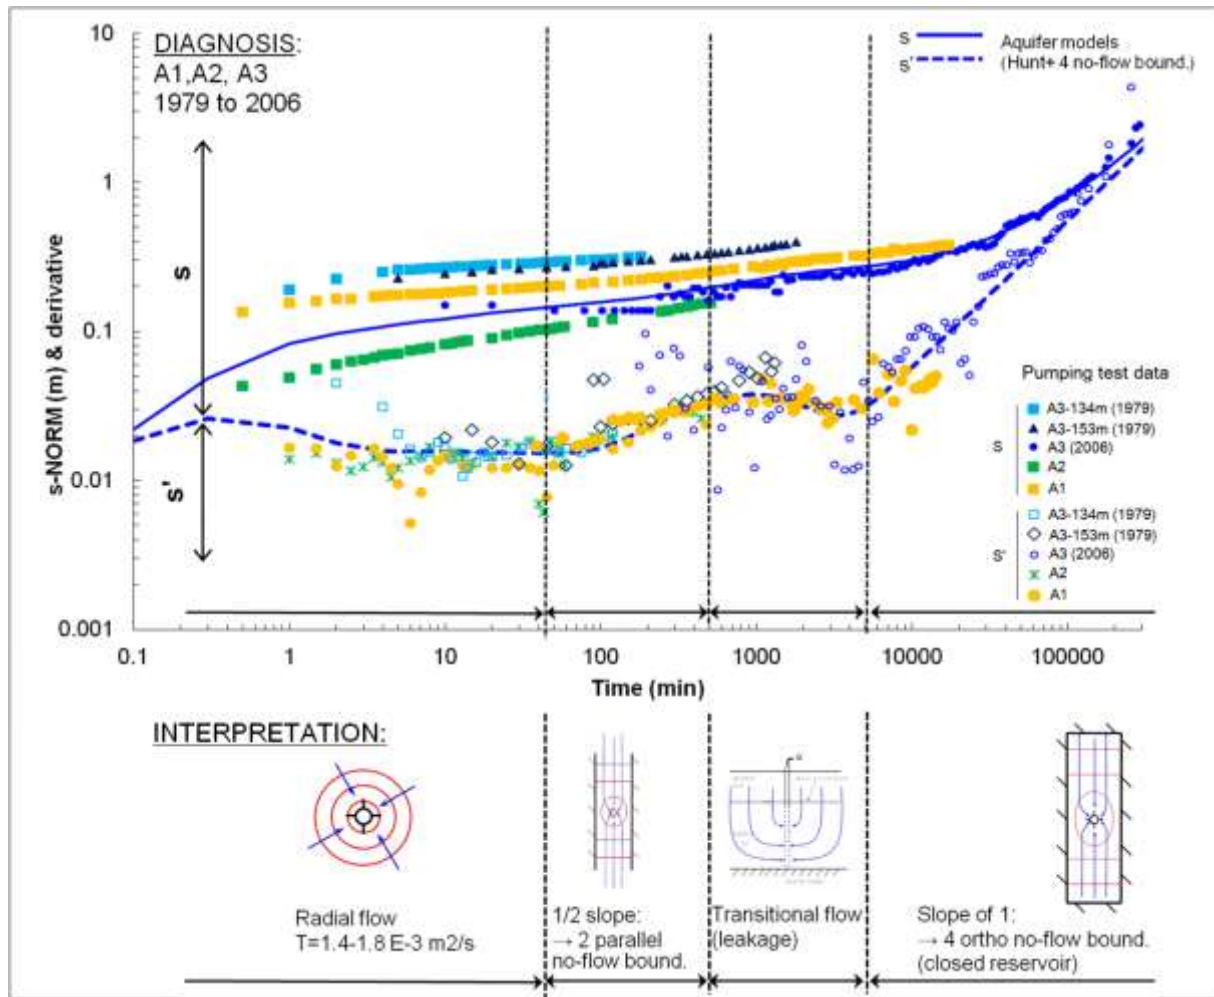 DIAGNOSIS:
A1,A2, A3
1979 to 2006
S
S'
Aquifer models
(Hunt+ 4 no-flow bound.)
10
1
0.1
0.01
0.001
s-NORM (m) & derivative
S
S'
Pumping test data
S
A3-134m (1979)
A3-153m (1979)
A3 (2006)
A2
A1
S'
A3-134m (1979)
A3-153m (1979)
A3 (2006)
A2
A1
0.1
1
10
100
1000
10000
100000
Time (min)
INTERPRETATION:
Radial flow
T=1.4-1.8 E-3 m2/s
1/2 slope:
→ 2 parallel
no-flow bound.
Transitional flow
(leakage)
Slope of 1:
→ 4 ortho no-flow bound.
(closed reservoir)